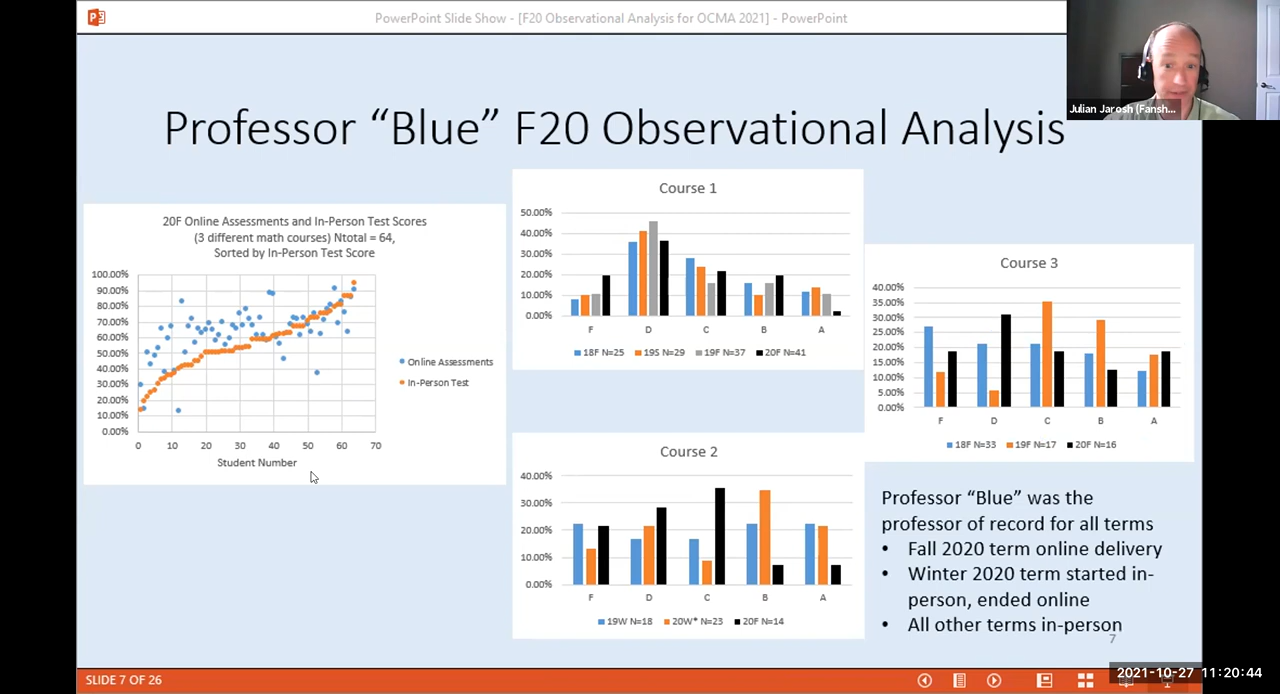 PowerPoint Slide Show - [F20 Observational Analysis for OCMA 2021] - PowerPoint
Julian Jarosh (Fansh...
Professor “Blue” F20 Observational Analysis
20F Online Assessments and In-Person Test Scores
(3 different math courses) Ntotal = 64,
Sorted by In-Person Test Score
100.00%
90.00%
80.00%
70.00%
60.00%
50.00%
40.00%
30.00%
20.00%
10.00%
0.00%
0 10 20 30 40 50 60 70
Student Number
Online Assessments
In-Person Test
Course 1
50.00%
40.00%
30.00%
20.00%
10.00%
0.00%
F D C B A
18F N=25 19S N=29 19F N=37 20F N=41
Course 2
40.00%
30.00%
20.00%
10.00%
0.00%
F D C B A
19W N=18 20W* N=23 20F N=14
Course 3
40.00%
35.00%
30.00%
25.00%
20.00%
15.00%
10.00%
5.00%
0.00%
F D C B A
18F N=33 19F N=17 20F N=16
Professor “Blue” was the
professor of record for all terms
• Fall 2020 term online delivery
• Winter 2020 term started in-
person, ended online
• All other terms in-person
7
SLIDE 7 OF 26
2021-10-27 11:20:44